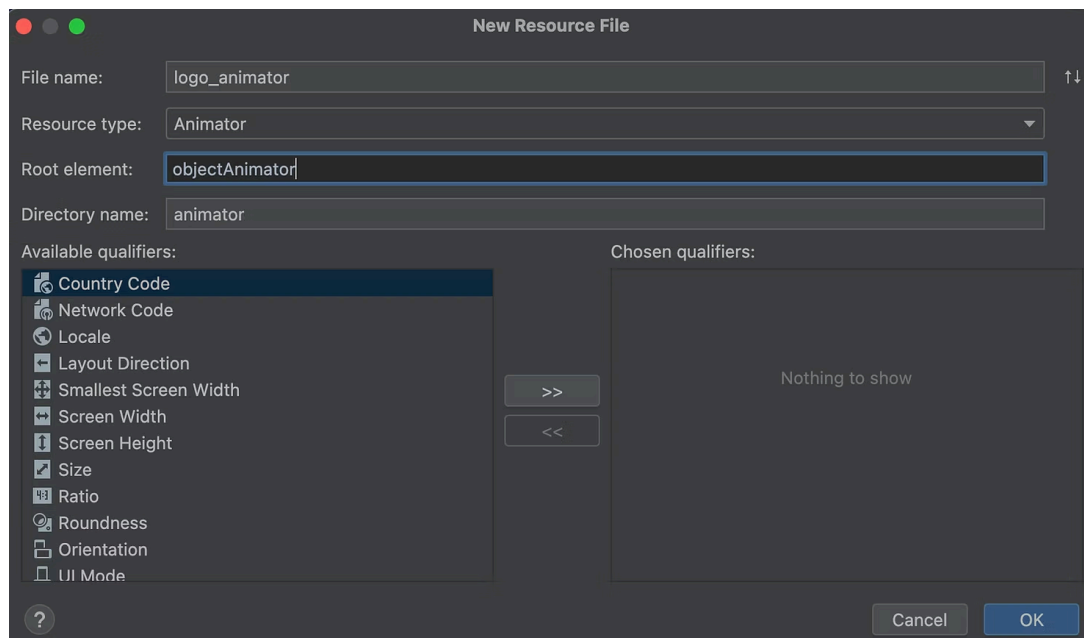 New Resource File
File name: logo_animator
Resource type: Animator
Root element: objectAnimator
Directory name: animator
Available qualifiers: Chosen qualifiers:
Country Code
Network Code
Locale
Layout Direction
Smallest Screen Width
Screen Width
Screen Height
Size
Ratio
Roundness
Orientation
UI Mode
Nothing to show
>>
<<
?
Cancel
OK